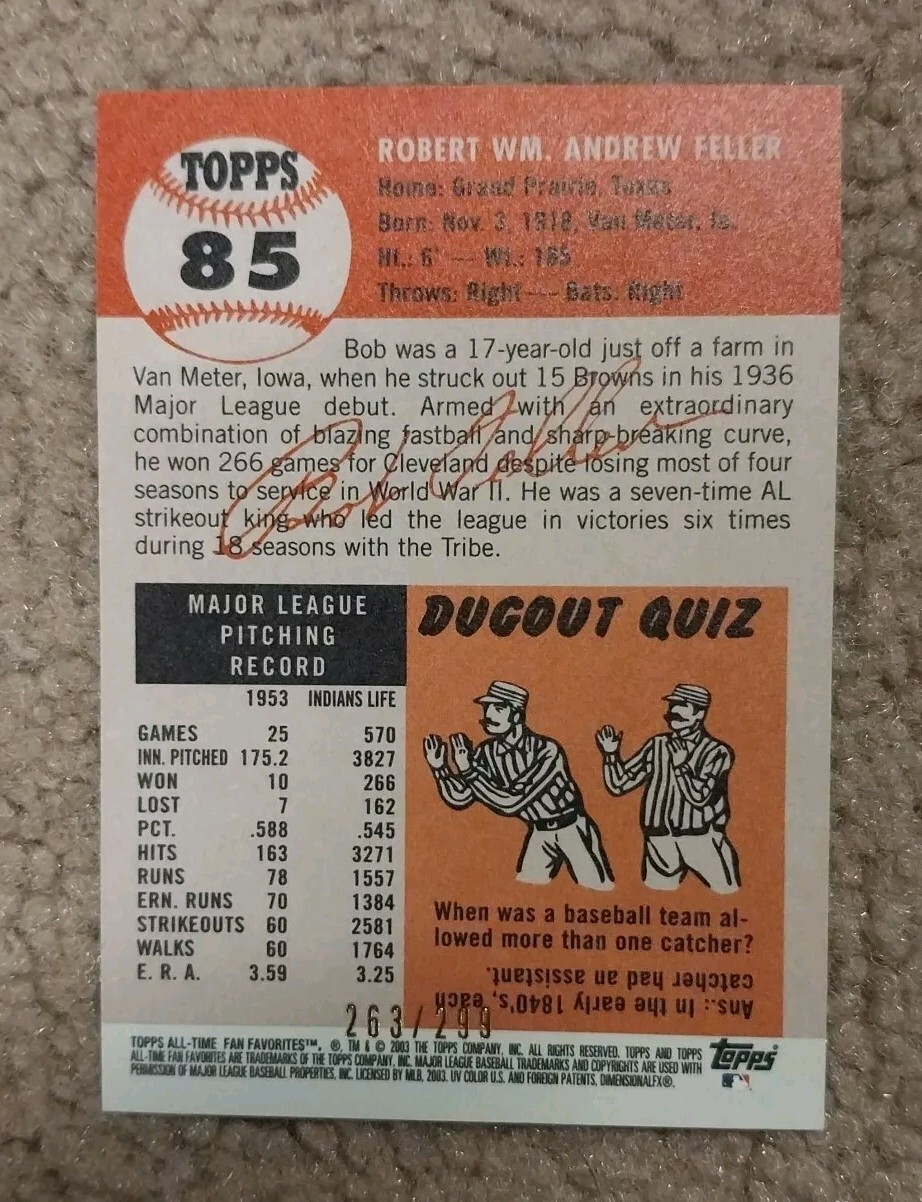 TOPPS
85
ROBERT WM. ANDREW FELLER
Home: Grand Prairie, Texas
Born: Nov. 3, 1918, Van Meter, Ia.
Ht.: 6' — Wt.: 185
Throws: Right — Bats: Right
Bob was a 17-year-old just off a farm in
Van Meter, Iowa, when he struck out 15 Browns in his 1936
Major League debut. Armed with an extraordinary
combination of blazing fastball and sharp-breaking curve,
he won 266 games for Cleveland despite losing most of four
seasons to service in World War II. He was a seven-time AL
strikeout king who led the league in victories six times
during 18 seasons with the Tribe.
Bob Feller
MAJOR LEAGUE
PITCHING
RECORD
1953 INDIANS LIFE
GAMES 25 570
INN. PITCHED 175.2 3827
WON 10 266
LOST 7 162
PCT. .588 .545
HITS 163 3271
RUNS 78 1557
ERN. RUNS 70 1384
STRIKEOUTS 60 2581
WALKS 60 1764
E. R. A. 3.59 3.25
DUGOUT QUIZ
When was a baseball team al-
lowed more than one catcher?
Ans.: In the early 1840's, each
catcher had an assistant.
263/299
TOPPS ALL-TIME FAN FAVORITES™. ®, TM & © 2003 THE TOPPS COMPANY, INC. ALL RIGHTS RESERVED. TOPPS AND TOPPS
ALL-TIME FAN FAVORITES ARE TRADEMARKS OF THE TOPPS COMPANY, INC. MAJOR LEAGUE BASEBALL TRADEMARKS AND COPYRIGHTS ARE USED WITH
PERMISSION OF MAJOR LEAGUE BASEBALL PROPERTIES, INC. LICENSED BY MLB, 2003. UV COLOR U.S. AND FOREIGN PATENTS, DIMENSIONALFX®.
topps